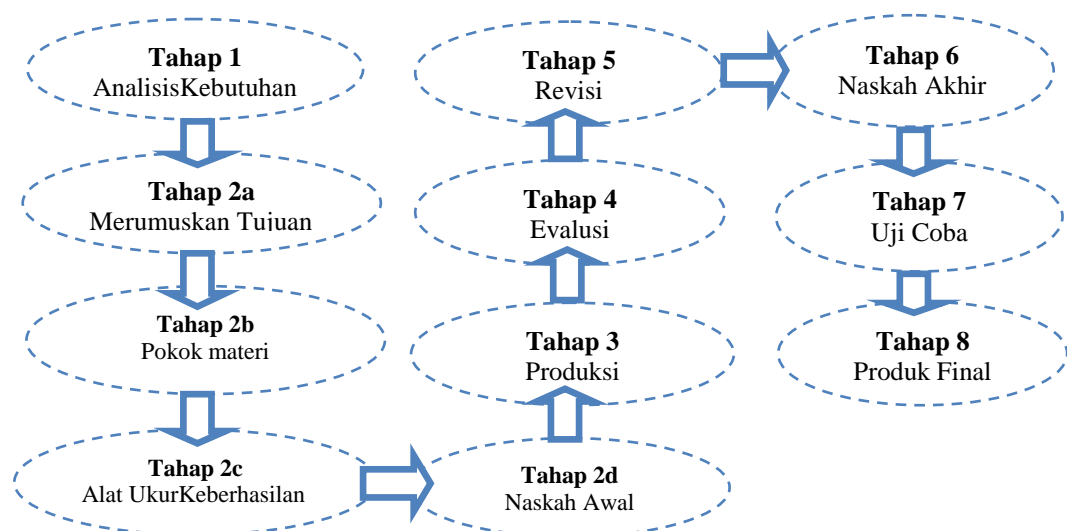 Tahap 1
AnalisisKebutuhan
Tahap 2a
Merumuskan Tujuan
Tahap 2b
Pokok materi
Tahap 2c
Alat UkurKeberhasilan
Tahap 2d
Naskah Awal
Tahap 3
Produksi
Tahap 4
Evalusi
Tahap 5
Revisi
Tahap 6
Naskah Akhir
Tahap 7
Uji Coba
Tahap 8
Produk Final